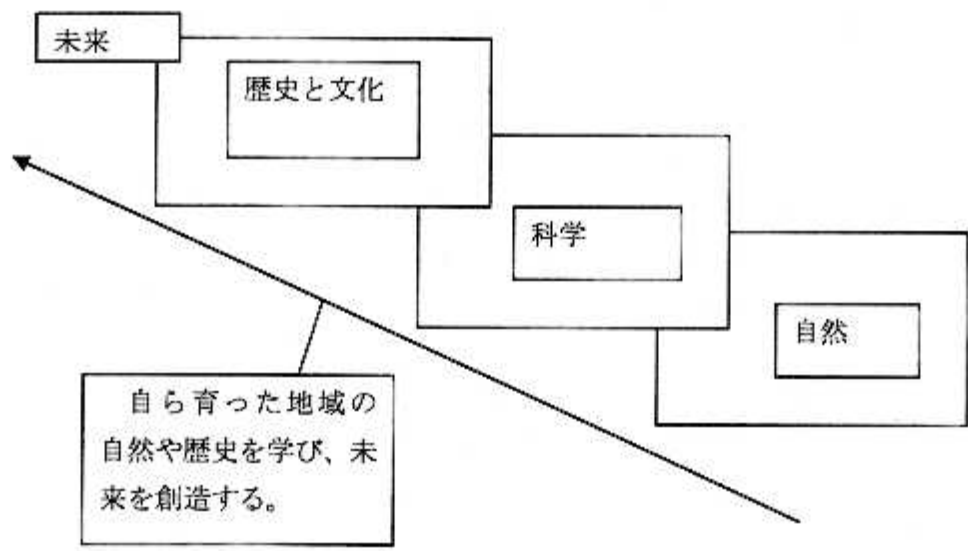 未来
歴史と文化
科学
自然
自ら育った地域の
自然や歴史を学び、未
来を創造する。